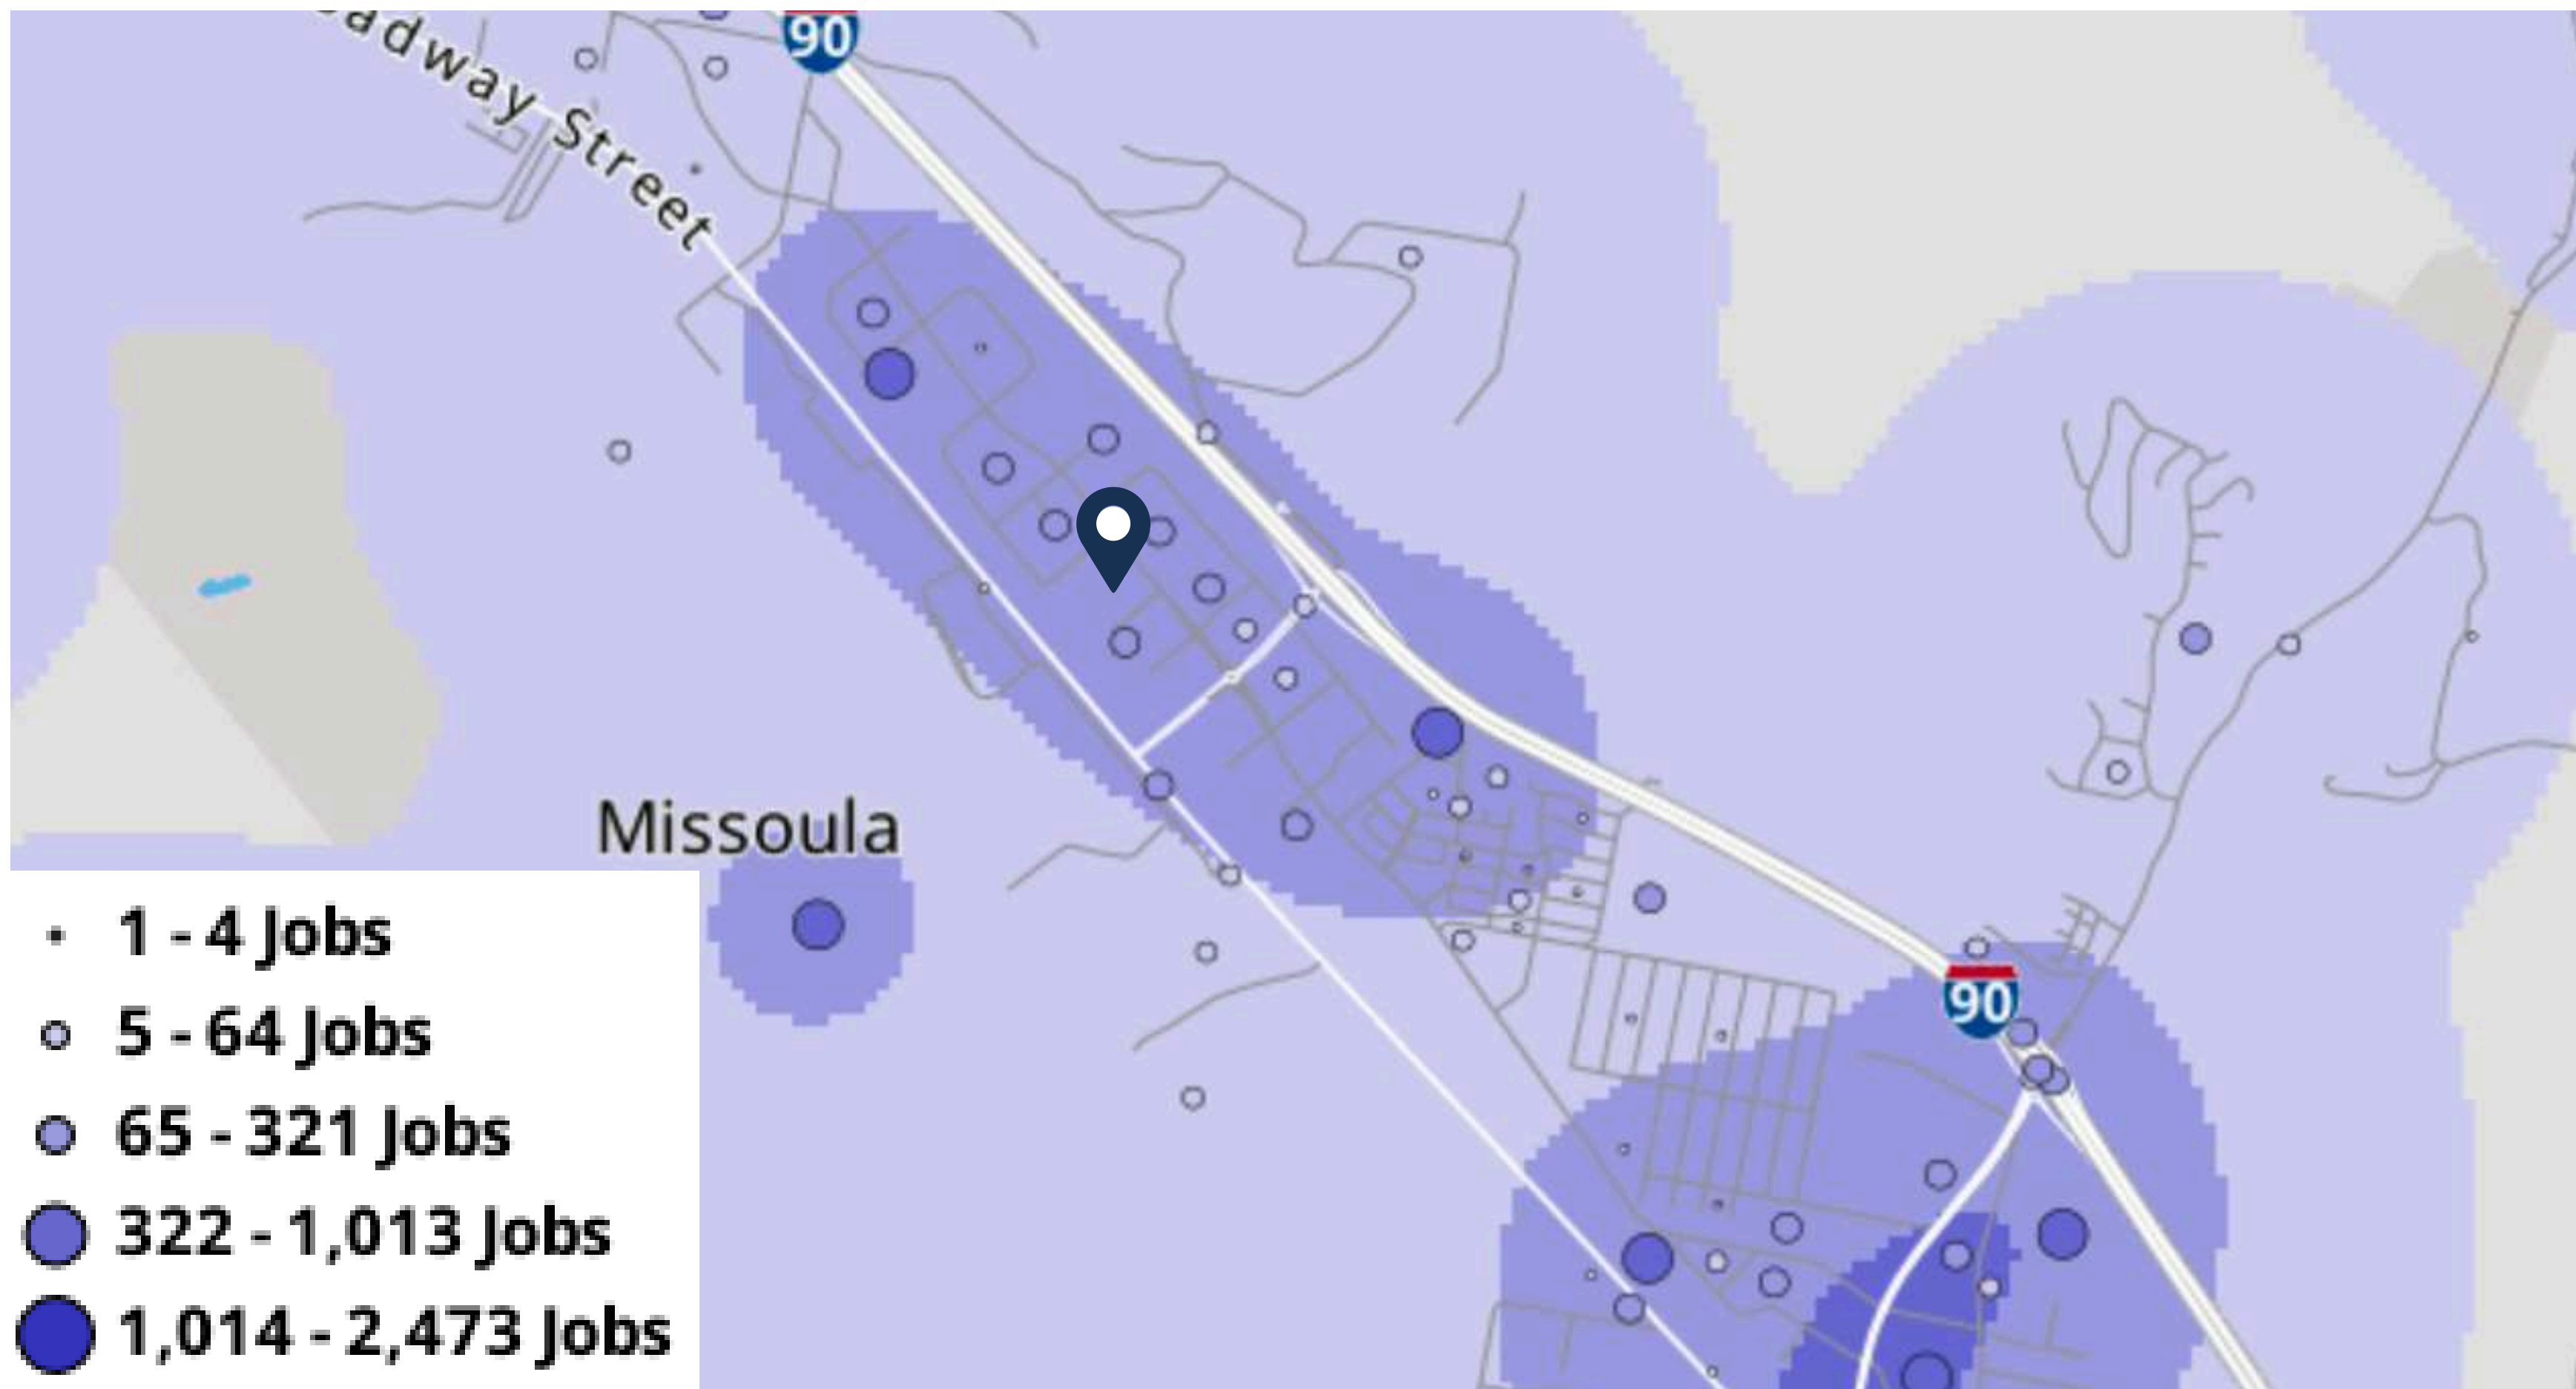 90
adway Street
Missoula
1 - 4 Jobs
5 - 64 Jobs
65 - 321 Jobs
322 - 1,013 Jobs
1,014 - 2,473 Jobs
90